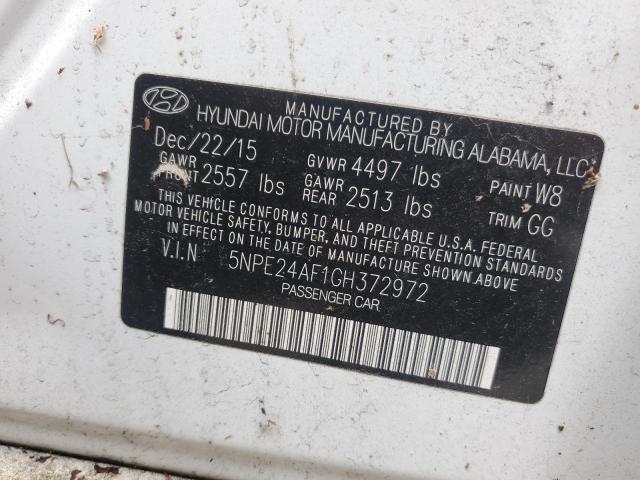 MANUFACTURED BY
HYUNDAI MOTOR MANUFACTURING ALABAMA, LLC
Dec/22/15 GVWR 4497 lbs PAINT W8
GAWR FRONT 2557 lbs GAWR REAR 2513 lbs TRIM GG
THIS VEHICLE CONFORMS TO ALL APPLICABLE U.S.A. FEDERAL
MOTOR VEHICLE SAFETY, BUMPER, AND THEFT PREVENTION STANDARDS
IN EFFECT ON THE DATE OF MANUFACTURE SHOWN ABOVE
V.I.N 5NPE24AF1GH372972
PASSENGER CAR